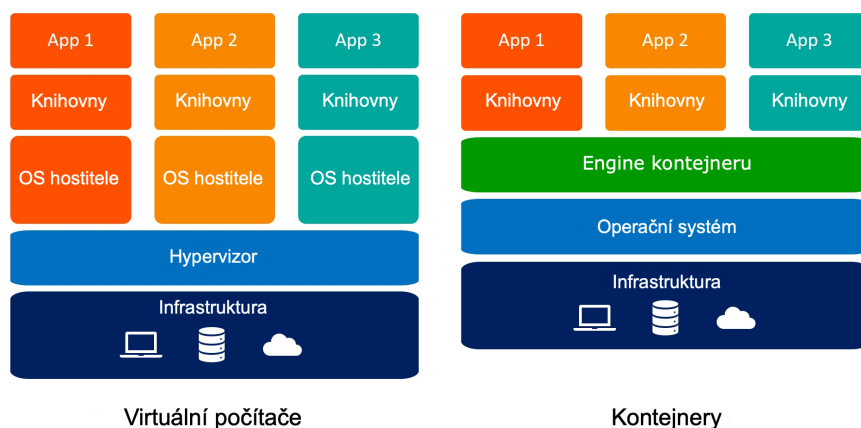 App 1
App 2
App 3
Knihovny
Knihovny
Knihovny
OS hostitele
OS hostitele
OS hostitele
Hypervizor
Infrastruktura
Virtuální počítače
App 1
App 2
App 3
Knihovny
Knihovny
Knihovny
Engine kontejneru
Operační systém
Infrastruktura
Kontejnery